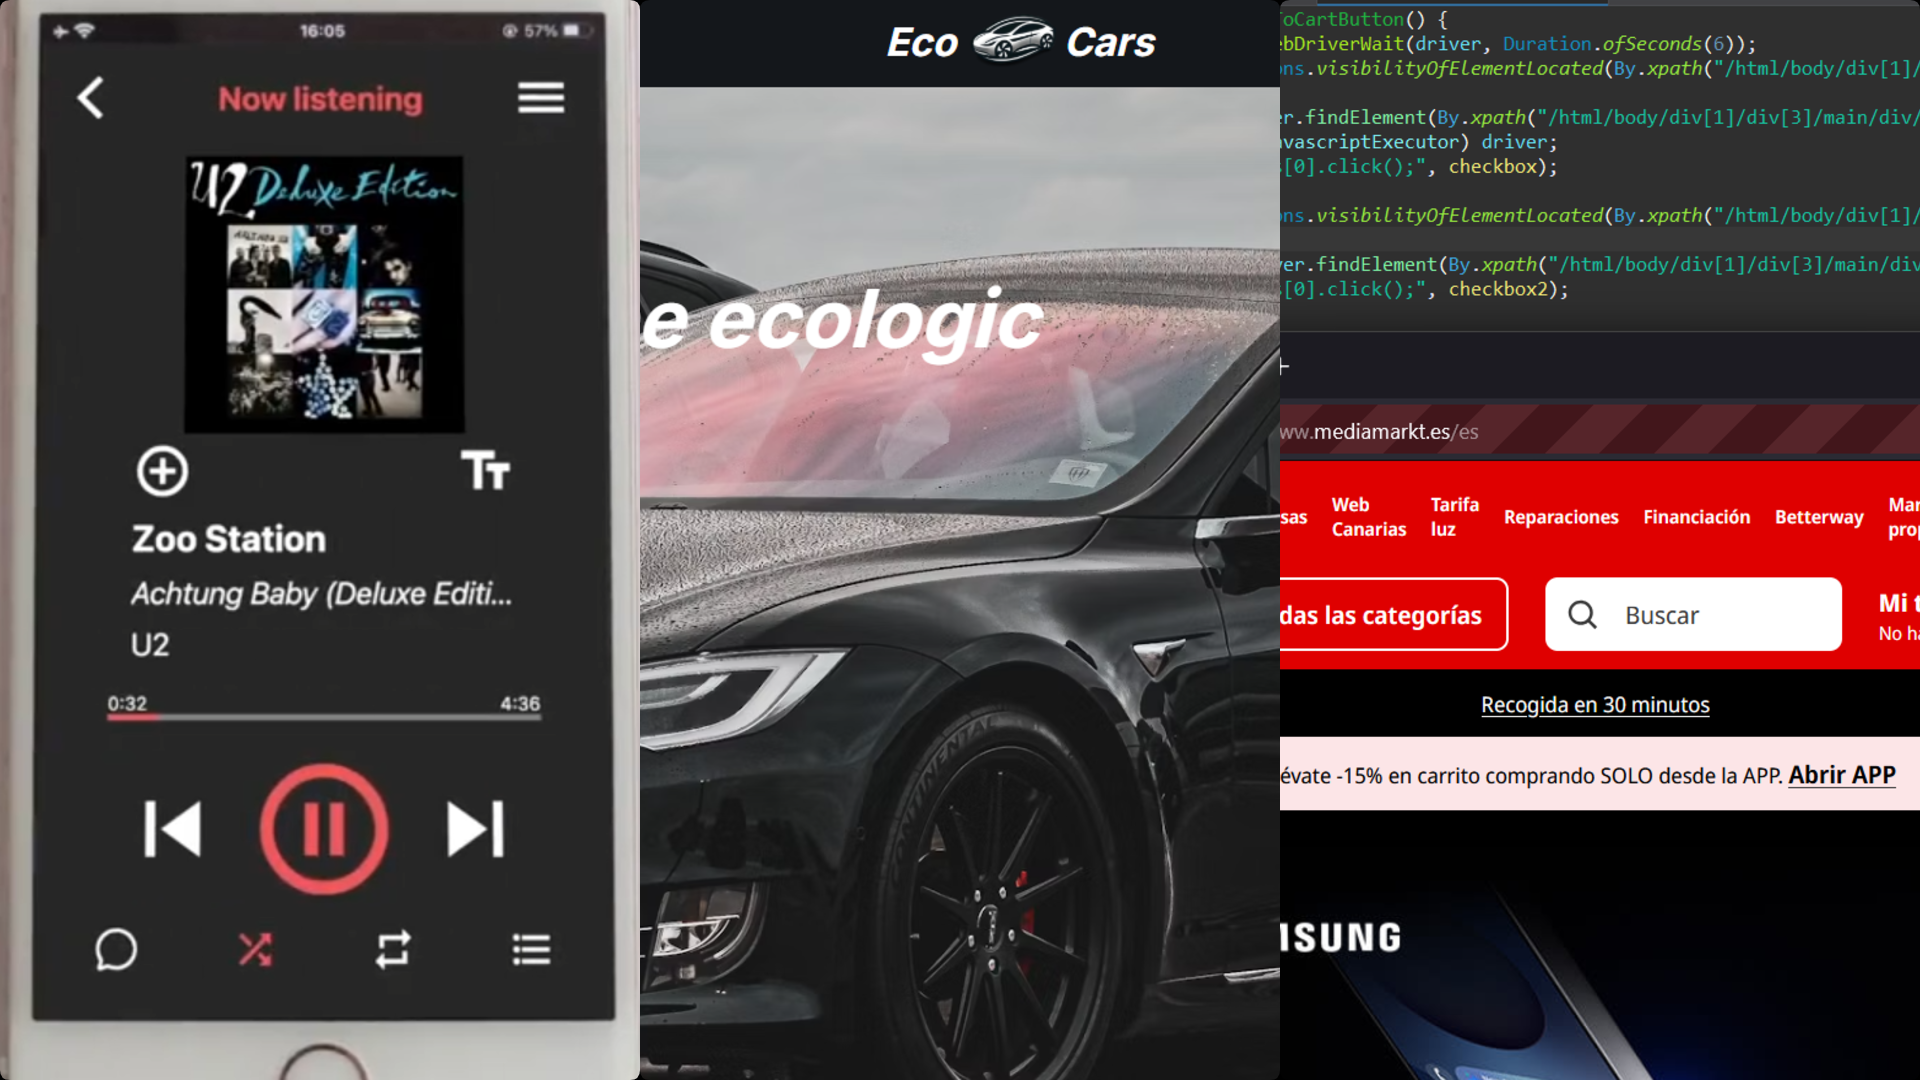 16:05
57%
Now listening
U2 Deluxe Edition
Zoo Station
Achtung Baby (Deluxe Editi...
U2
0:32
4:36
Eco Cars
e ecologic
CONTINENTAL
oCartButton() {
ebDriverWait(driver, Duration.ofSeconds(6));
ns.visibilityOfElementLocated(By.xpath("/html/body/div[1]/
er.findElement(By.xpath("/html/body/div[1]/div[3]/main/div/
avascriptExecutor) driver;
s[0].click();", checkbox);
ns.visibilityOfElementLocated(By.xpath("/html/body/div[1]/
ver.findElement(By.xpath("/html/body/div[1]/div[3]/main/div
s[0].click();", checkbox2);
+
ww.mediamarkt.es/es
sas
Web Canarias
Tarifa luz
Reparaciones
Financiación
Betterway
Mar
prop
das las categorías
Buscar
Mi t
No ha
Recogida en 30 minutos
évate -15% en carrito comprando SOLO desde la APP. Abrir APP
MSUNG